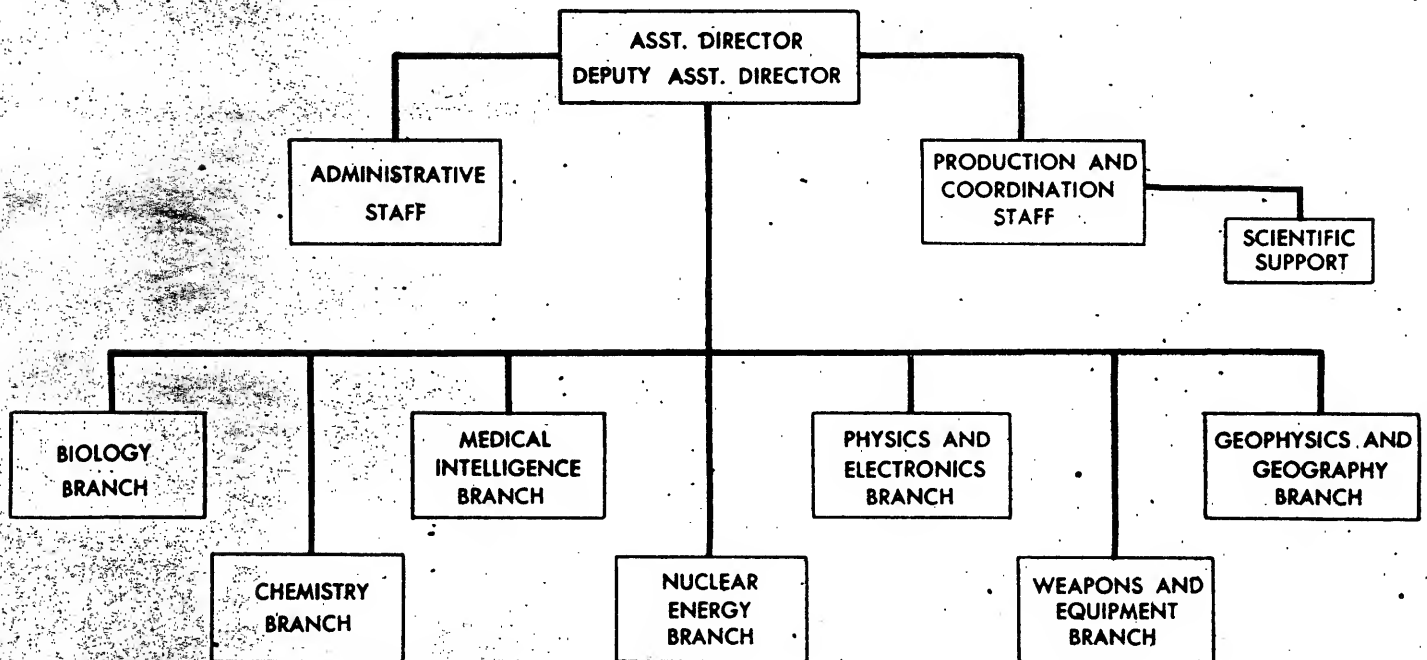 ASST. DIRECTOR
DEPUTY ASST. DIRECTOR
ADMINISTRATIVE
STAFF
PRODUCTION AND
COORDINATION
STAFF
SCIENTIFIC
SUPPORT
BIOLOGY
BRANCH
MEDICAL
INTELLIGENCE
BRANCH
PHYSICS AND
ELECTRONICS
BRANCH
GEOPHYSICS AND
GEOGRAPHY
BRANCH
CHEMISTRY
BRANCH
NUCLEAR
ENERGY
BRANCH
WEAPONS AND
EQUIPMENT
BRANCH